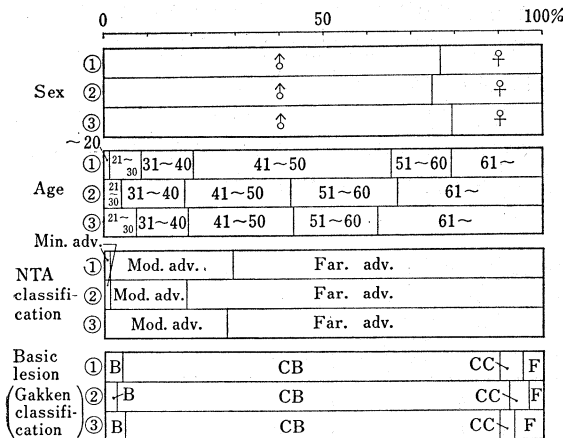 0 50 100%
Sex
① ♂ ♀
② ♂ ♀
③ ♂ ♀
~20
Age
① 21~30 31~40 41~50 51~60 61~
② 21~30 31~40 41~50 51~60 61~
③ 21~30 31~40 41~50 51~60 61~
Min. adv.
NTA
classifi-
cation
① Mod. adv. Far. adv.
② Mod. adv. Far. adv.
③ Mod. adv. Far. adv.
Basic
lesion
(Gakken
classifi-
cation)
① B CB CC F
② B CB CC F
③ B CB CC F